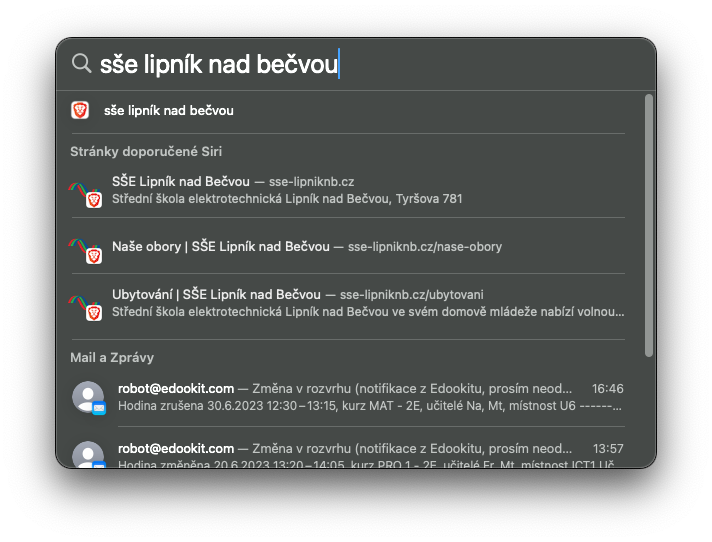 sše lipník nad bečvou
sše lipník nad bečvou
Stránky doporučené Siri
SŠE Lipník nad Bečvou — sse-lipniknb.cz
Střední škola elektrotechnická Lipník nad Bečvou, Tyršova 781
Naše obory | SŠE Lipník nad Bečvou — sse-lipniknb.cz/nase-obory
Ubytování | SŠE Lipník nad Bečvou — sse-lipniknb.cz/ubytovani
Střední škola elektrotechnická Lipník nad Bečvou ve svém domově mládeže nabízí volnou...
Mail a Zprávy
robot@edookit.com — Změna v rozvrhu (notifikace z Edookitu, prosím neod... 16:46
Hodina zrušena 30.6.2023 12:30–13:15, kurz MAT - 2E, učitelé Na, Mt, místnost U6 ------...
robot@edookit.com — Změna v rozvrhu (notifikace z Edookitu, prosím neod... 13:57
Hodina změněna 20.6.2023 13:20–14:05, kurz PRO 1 - 2E, učitelé Er, Mt, místnost ICT1 Uč...